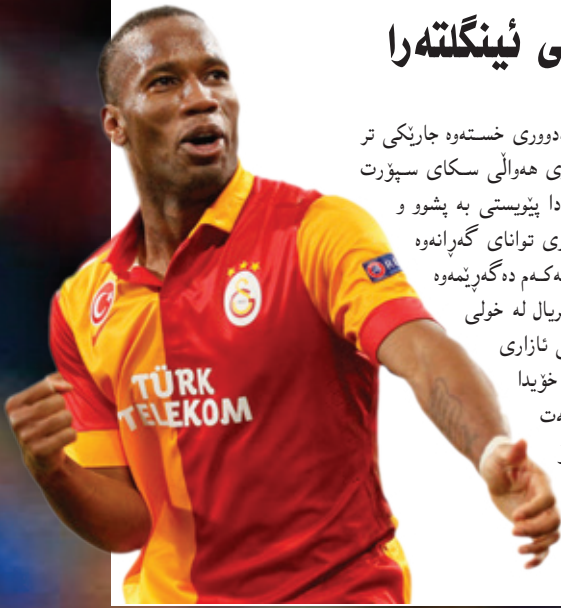 ی ئینگلتەرا
دووری خستەوە جارێکی تر
ی هەواڵی سکای سپۆرت
دا پێویستی بە پشوو و
ری توانای گەڕانەوە
یەکەم دەگەڕێمەوە
ریال لە خولی
ی ئازاری
خۆیدا
ەت
TÜRK
TELEKOM